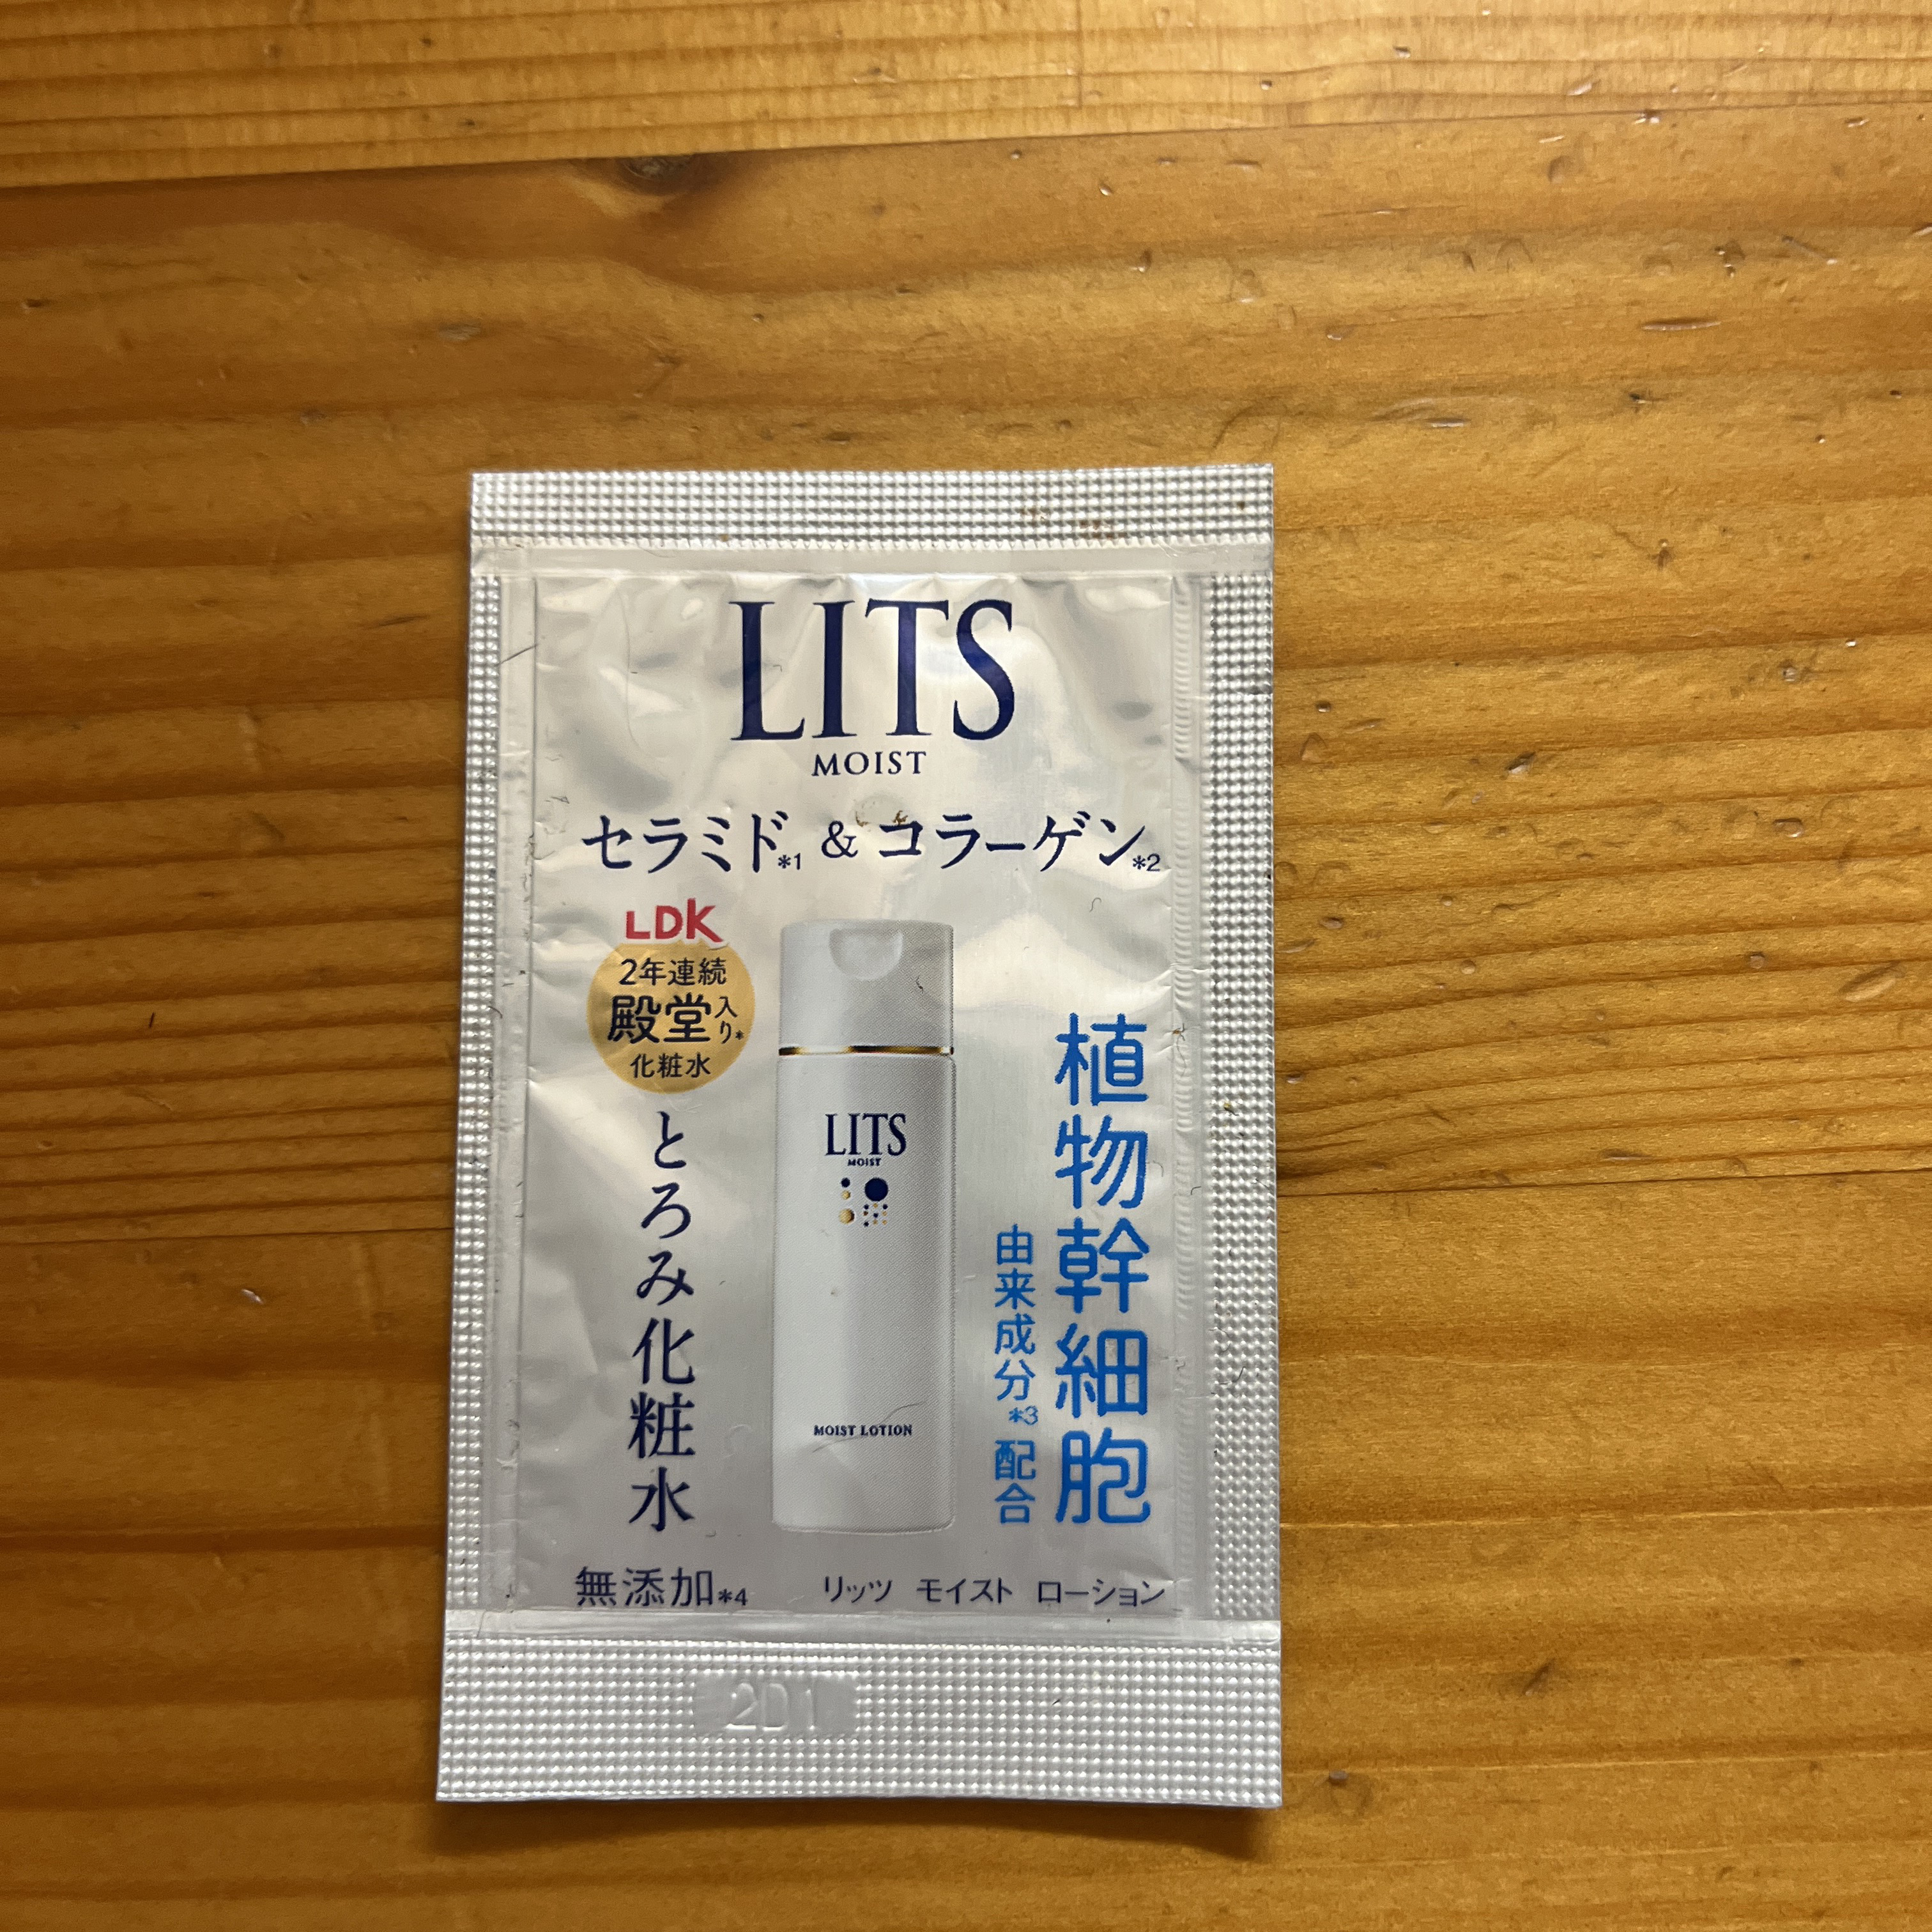 LITS
MOIST
セラミド*1 & コラーゲン*2
LDK
2年連続
殿堂入り*
化粧水
とろみ化粧水
LITS
MOIST
MOIST LOTION
植物幹細胞
由来成分*3 配合
無添加*4
リッツ モイスト ローション
2D1